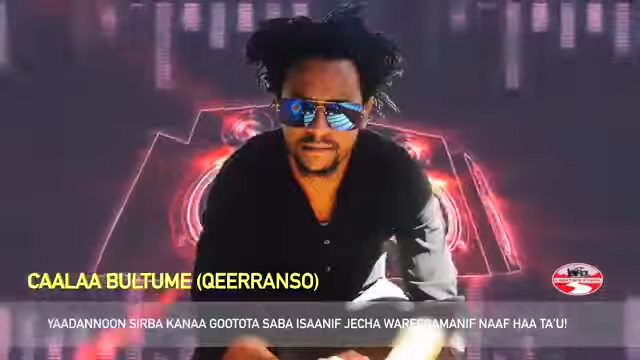 CAALAA BULTUME (QEERRANSO)
YAADANNOON SIRBA KANAA GOOTOTA SABA ISAANIF JECHA WAREEGAMANIF NAAF HAA TA'U!